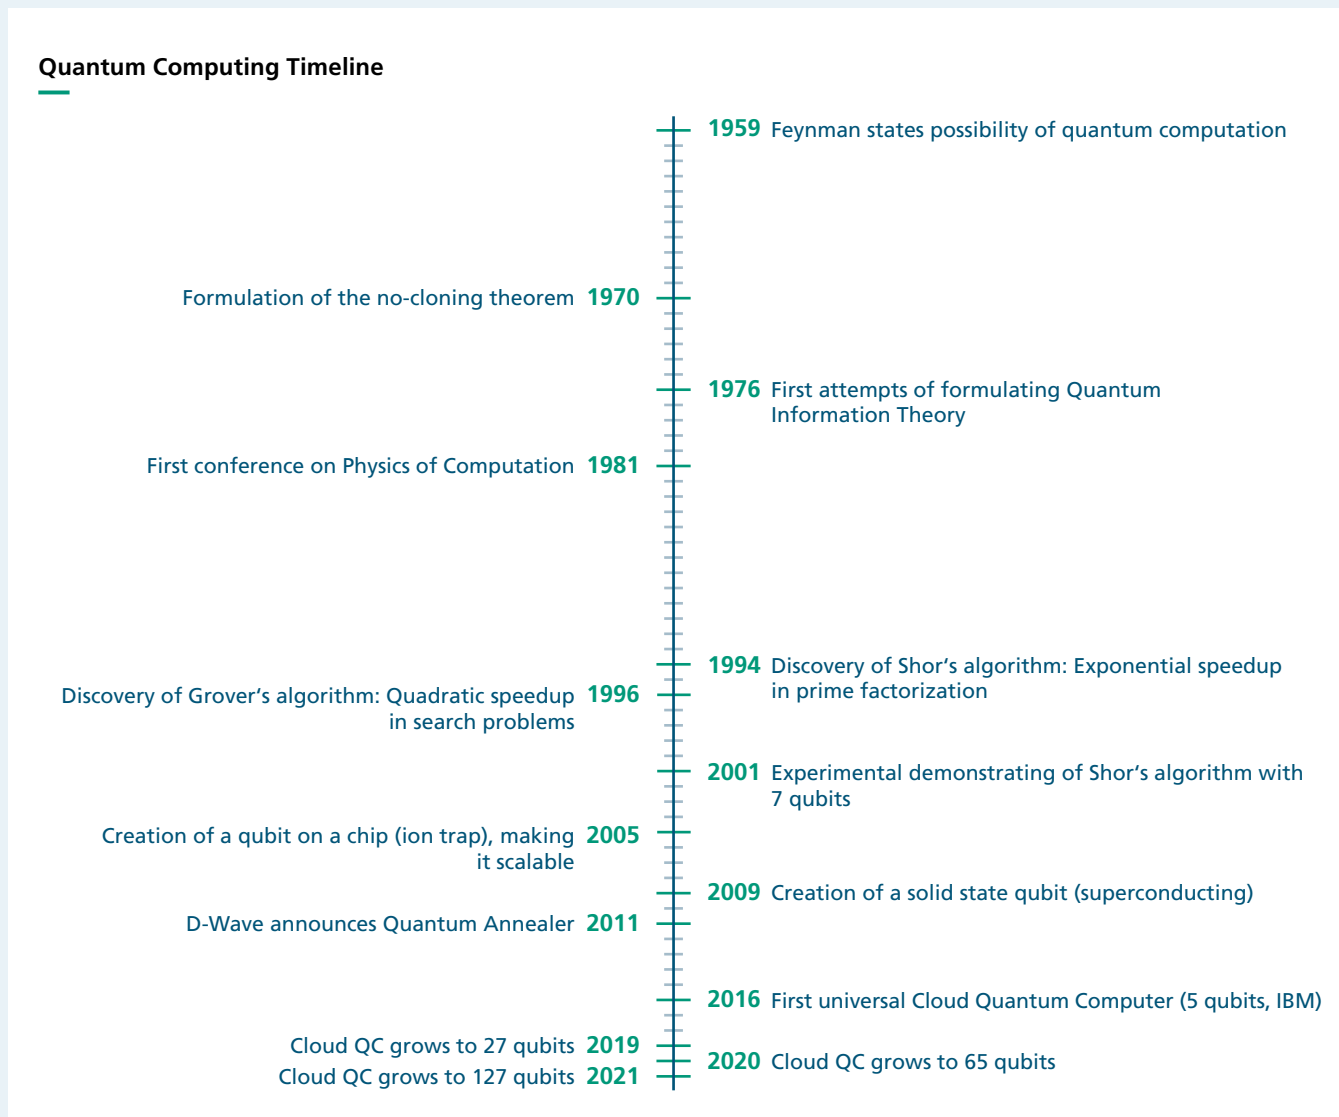 Quantum Computing Timeline
1959 Feynman states possibility of quantum computation
Formulation of the no-cloning theorem 1970
1976 First attempts of formulating Quantum
Information Theory
First conference on Physics of Computation 1981
1994 Discovery of Shor's algorithm: Exponential speedup
in prime factorization
Discovery of Grover's algorithm: Quadratic speedup 1996
in search problems
2001 Experimental demonstrating of Shor's algorithm with
7 qubits
Creation of a qubit on a chip (ion trap), making 2005
it scalable
2009 Creation of a solid state qubit (superconducting)
D-Wave announces Quantum Annealer 2011
2016 First universal Cloud Quantum Computer (5 qubits, IBM)
Cloud QC grows to 27 qubits 2019
2020 Cloud QC grows to 65 qubits
Cloud QC grows to 127 qubits 2021